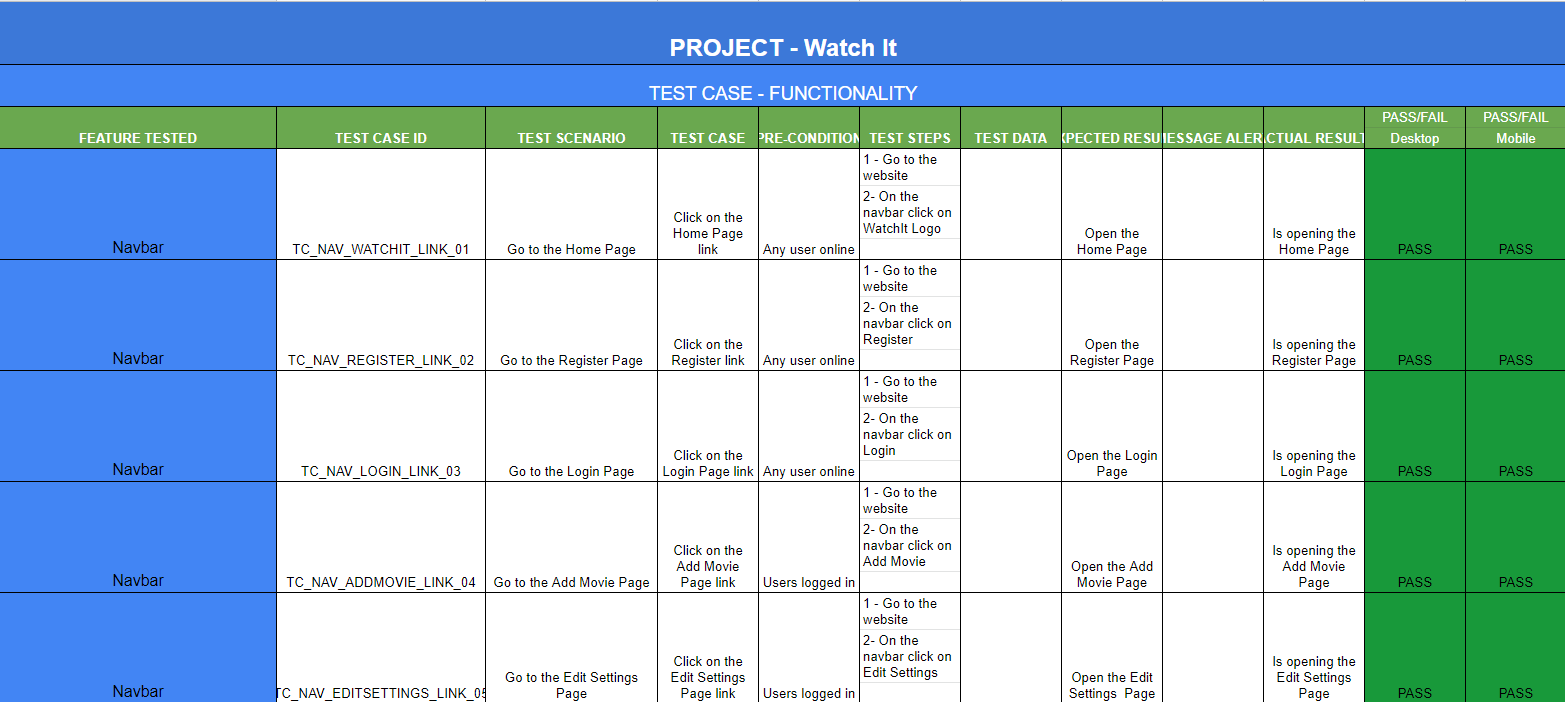 PROJECT - Watch It
TEST CASE - FUNCTIONALITY
FEATURE TESTED
TEST CASE ID
TEST SCENARIO
TEST CASE
PRE-CONDITION
TEST STEPS
TEST DATA
XPECTED RESU
MESSAGE ALER
CTUAL RESULT
PASS/FAIL
Desktop
PASS/FAIL
Mobile
Navbar
TC_NAV_WATCHIT_LINK_01
Go to the Home Page
Click on the
Home Page
link
Any user online
1 - Go to the
website
2- On the
navbar click on
WatchIt Logo
Open the
Home Page
Is opening the
Home Page
PASS
PASS
Navbar
TC_NAV_REGISTER_LINK_02
Go to the Register Page
Click on the
Register link
Any user online
1 - Go to the
website
2- On the
navbar click on
Register
Open the
Register Page
Is opening the
Register Page
PASS
PASS
Navbar
TC_NAV_LOGIN_LINK_03
Go to the Login Page
Click on the
Login Page link
Any user online
1 - Go to the
website
2- On the
navbar click on
Login
Open the Login
Page
Is opening the
Login Page
PASS
PASS
Navbar
TC_NAV_ADDMOVIE_LINK_04
Go to the Add Movie Page
Click on the
Add Movie
Page link
Users logged in
1 - Go to the
website
2- On the
navbar click on
Add Movie
Open the Add
Movie Page
Is opening the
Add Movie
Page
PASS
PASS
Navbar
TC_NAV_EDITSETTINGS_LINK_05
Go to the Edit Settings
Page
Click on the
Edit Settings
Page link
Users logged in
1 - Go to the
website
2- On the
navbar click on
Edit Settings
Open the Edit
Settings Page
Is opening the
Edit Settings
Page
PASS
PASS